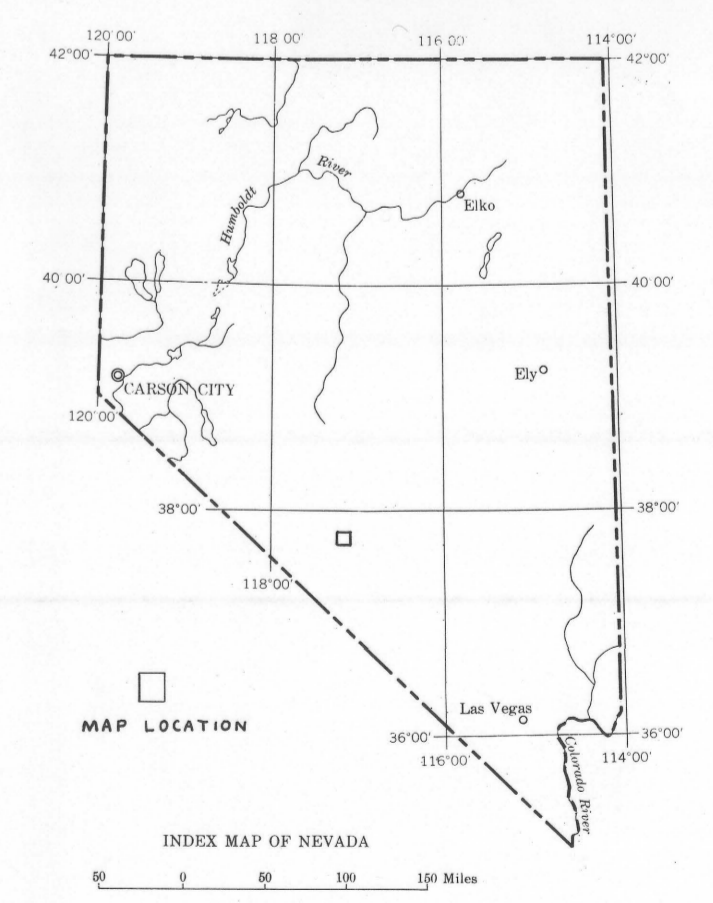 120°00' 118°00' 116 00' 114°00'
42°00' 42°00'
River
Humboldt
Elko
40 00' 40 00'
Ely
CARSON CITY
120°00'
38°00' 38°00'
118°00'
Las Vegas
MAP LOCATION
36°00' 36°00'
116°00' 114°00'
Colorado River
INDEX MAP OF NEVADA
50 0 50 100 150 Miles